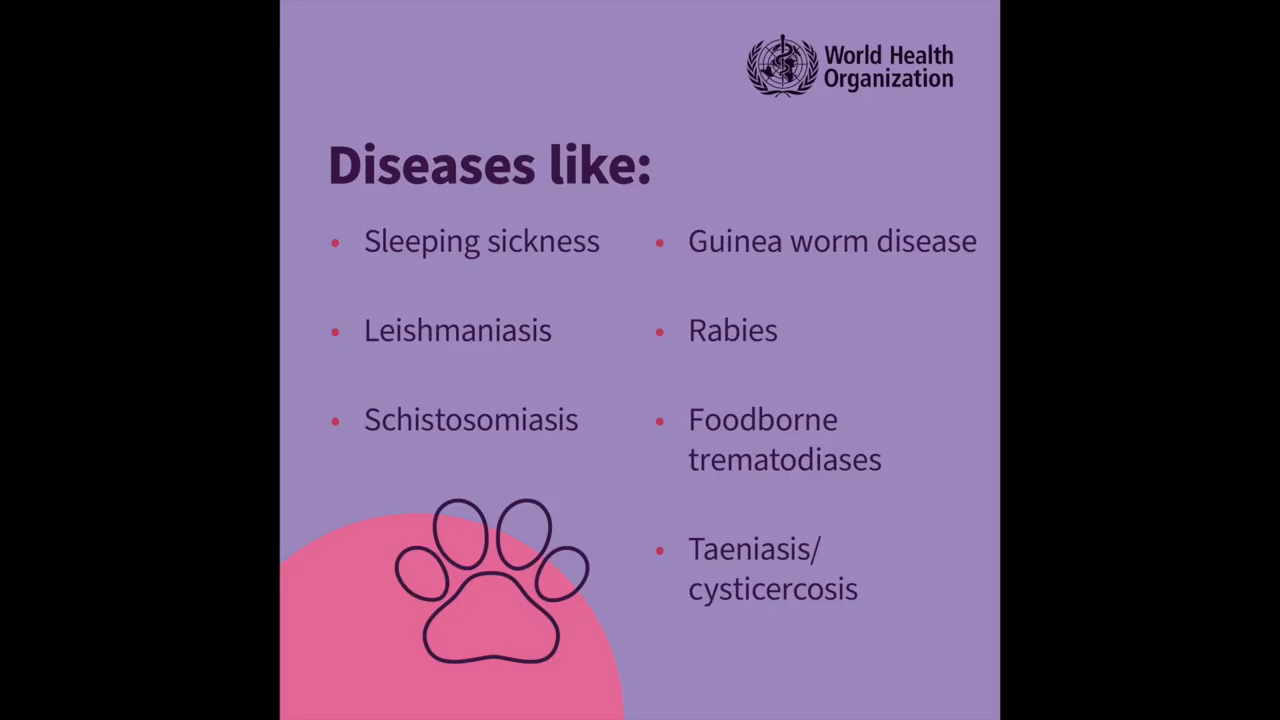 World Health
Organization
Diseases like:
• Sleeping sickness
• Leishmaniasis
• Schistosomiasis
• Guinea worm disease
• Rabies
• Foodborne
trematodiases
• Taeniasis/
cysticercosis